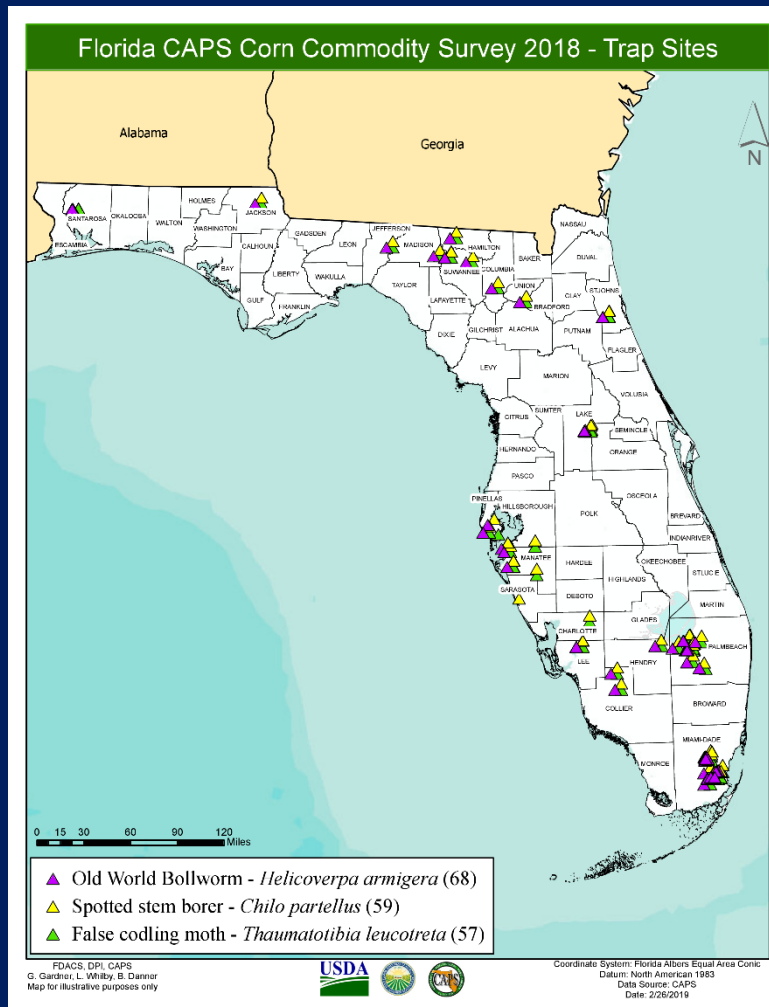 Florida CAPS Corn Commodity Survey 2018 - Trap Sites
Alabama
Georgia
N
HOLMES
JACKSON
SANTAROSA
OKALOOSA
WALTON
WASHINGTON
ESCAMBIA
BAY
CALHOUN
GADSDEN
LEON
LIBERTY
WAKULLA
GULF
FRANKLIN
JEFFERSON
MADISON
HAMILTON
TAYLOR
SUWANNEE
COLUMBIA
LAFAYETTE
BAKER
NASSAU
DUVAL
UNION
BRADFORD
CLAY
STJOHNS
DIXIE
GILCHRIST
ALACHUA
PUTNAM
FLAGLER
LEVY
MARION
VOLUSIA
CITRUS
SUMTER
LAKE
SEMINOLE
HERNANDO
ORANGE
PASCO
PINELLAS
HILLSBOROUGH
POLK
OSCEOLA
BREVARD
INDIANRIVER
MANATEE
HARDEE
OKEECHOBEE
STLUCIE
HIGHLANDS
SARASOTA
DESOTO
MARTIN
GLADES
CHARLOTTE
PALMBEACH
LEE
HENDRY
COLLIER
BROWARD
MIAMI-DADE
MONROE
0 15 30 60 90 120
Miles
Old World Bollworm - Helicoverpa armigera (68)
Spotted stem borer - Chilo partellus (59)
False codling moth - Thaumatotibia leucotreta (57)
FDACS, DPI, CAPS
G. Gardner, L. Whilby, B. Danner
Map for illustrative purposes only
USDA
CAPS
Coordinate System: Florida Albers Equal Area Conic
Datum: North American 1983
Data Source: CAPS
Date: 2/26/2019